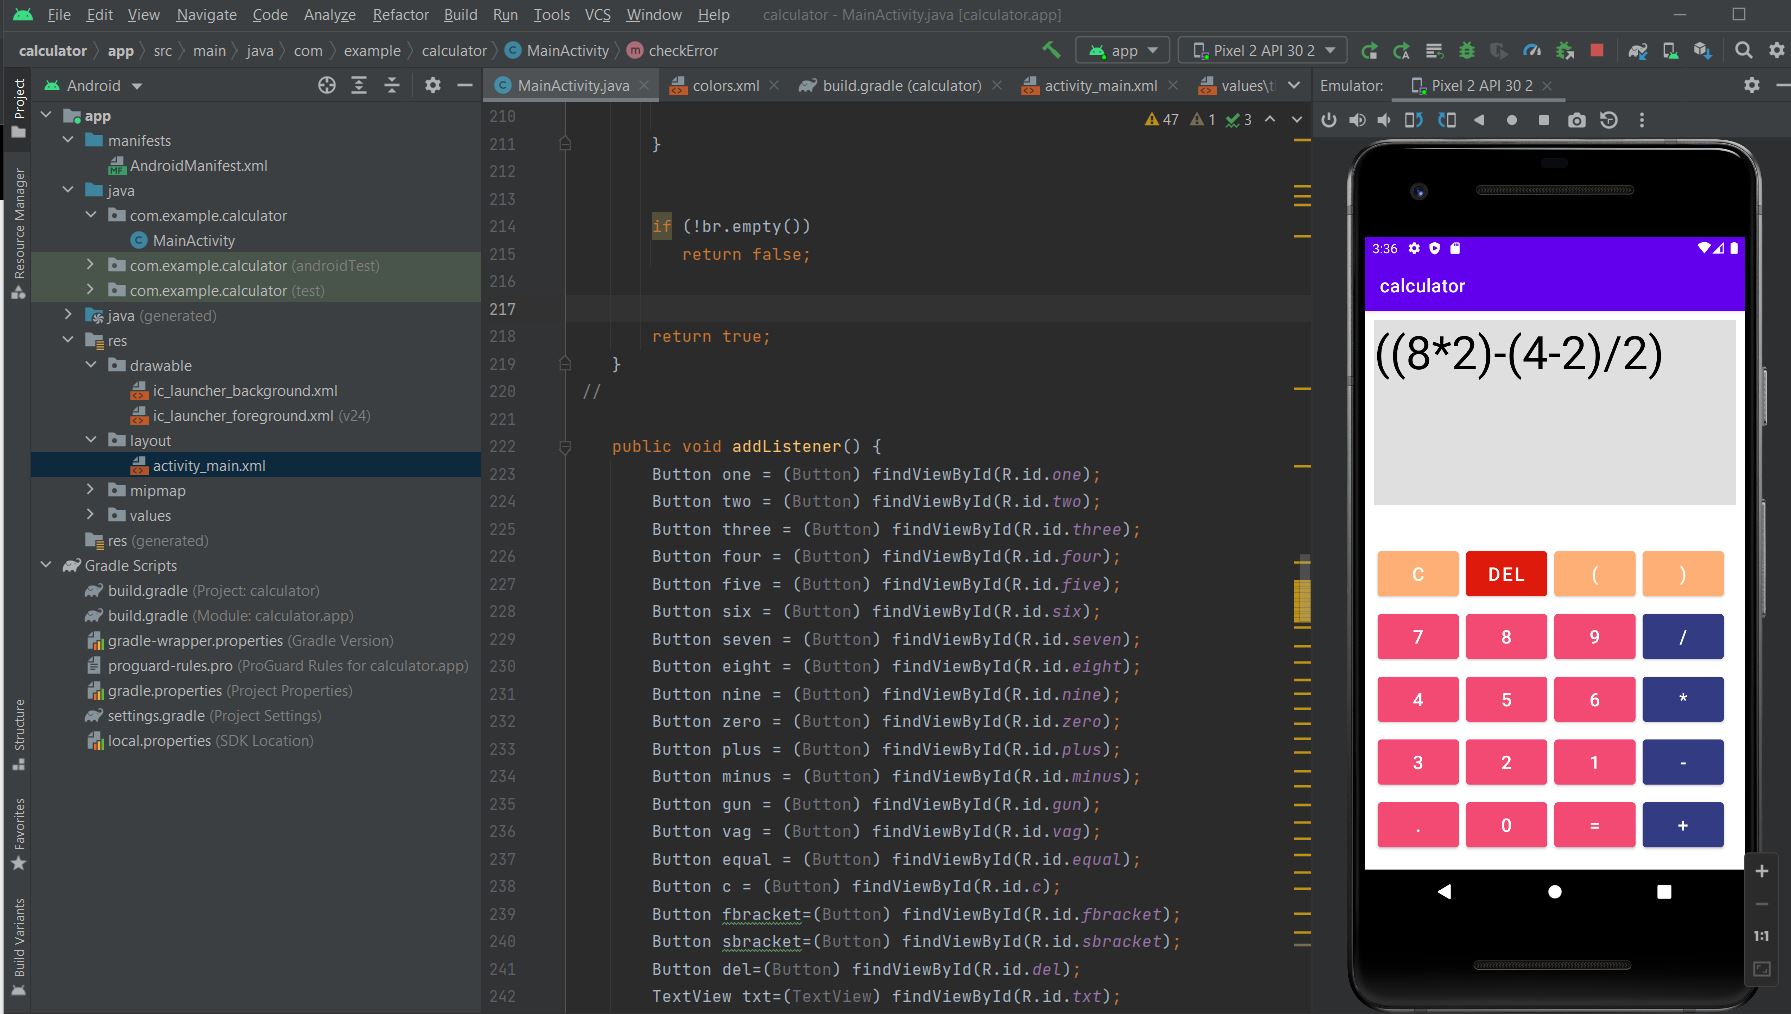 File Edit View Navigate Code Analyze Refactor Build Run Tools VCS Window Help calculator - MainActivity.java [calculator.app]
calculator app src main java com example calculator MainActivity checkError app Pixel 2 API 30 2
Project
Resource Manager
Structure
Favorites
Build Variants
Android
app
manifests
AndroidManifest.xml
java
com.example.calculator
MainActivity
com.example.calculator (androidTest)
com.example.calculator (test)
java (generated)
res
drawable
ic_launcher_background.xml
ic_launcher_foreground.xml (v24)
layout
activity_main.xml
mipmap
values
res (generated)
Gradle Scripts
build.gradle (Project: calculator)
build.gradle (Module: calculator.app)
gradle-wrapper.properties (Gradle Version)
proguard-rules.pro (ProGuard Rules for calculator.app)
gradle.properties (Project Properties)
settings.gradle (Project Settings)
local.properties (SDK Location)
MainActivity.java colors.xml build.gradle (calculator) activity_main.xml values\
47 1 3
210
211 }
212
213
214 if (!br.empty())
215 return false;
216
217
218 return true;
219 }
220 //
221
222 public void addListener() {
223 Button one = (Button) findViewById(R.id.one);
224 Button two = (Button) findViewById(R.id.two);
225 Button three = (Button) findViewById(R.id.three);
226 Button four = (Button) findViewById(R.id.four);
227 Button five = (Button) findViewById(R.id.five);
228 Button six = (Button) findViewById(R.id.six);
229 Button seven = (Button) findViewById(R.id.seven);
230 Button eight = (Button) findViewById(R.id.eight);
231 Button nine = (Button) findViewById(R.id.nine);
232 Button zero = (Button) findViewById(R.id.zero);
233 Button plus = (Button) findViewById(R.id.plus);
234 Button minus = (Button) findViewById(R.id.minus);
235 Button gun = (Button) findViewById(R.id.gun);
236 Button vag = (Button) findViewById(R.id.vag);
237 Button equal = (Button) findViewById(R.id.equal);
238 Button c = (Button) findViewById(R.id.c);
239 Button fbracket=(Button) findViewById(R.id.fbracket);
240 Button sbracket=(Button) findViewById(R.id.sbracket);
241 Button del=(Button) findViewById(R.id.del);
242 TextView txt=(TextView) findViewById(R.id.txt);
Emulator: Pixel 2 API 30 2
3:36
calculator
((8*2)-(4-2)/2)
C DEL ( )
7 8 9 /
4 5 6 *
3 2 1 -
. 0 = +
1:1